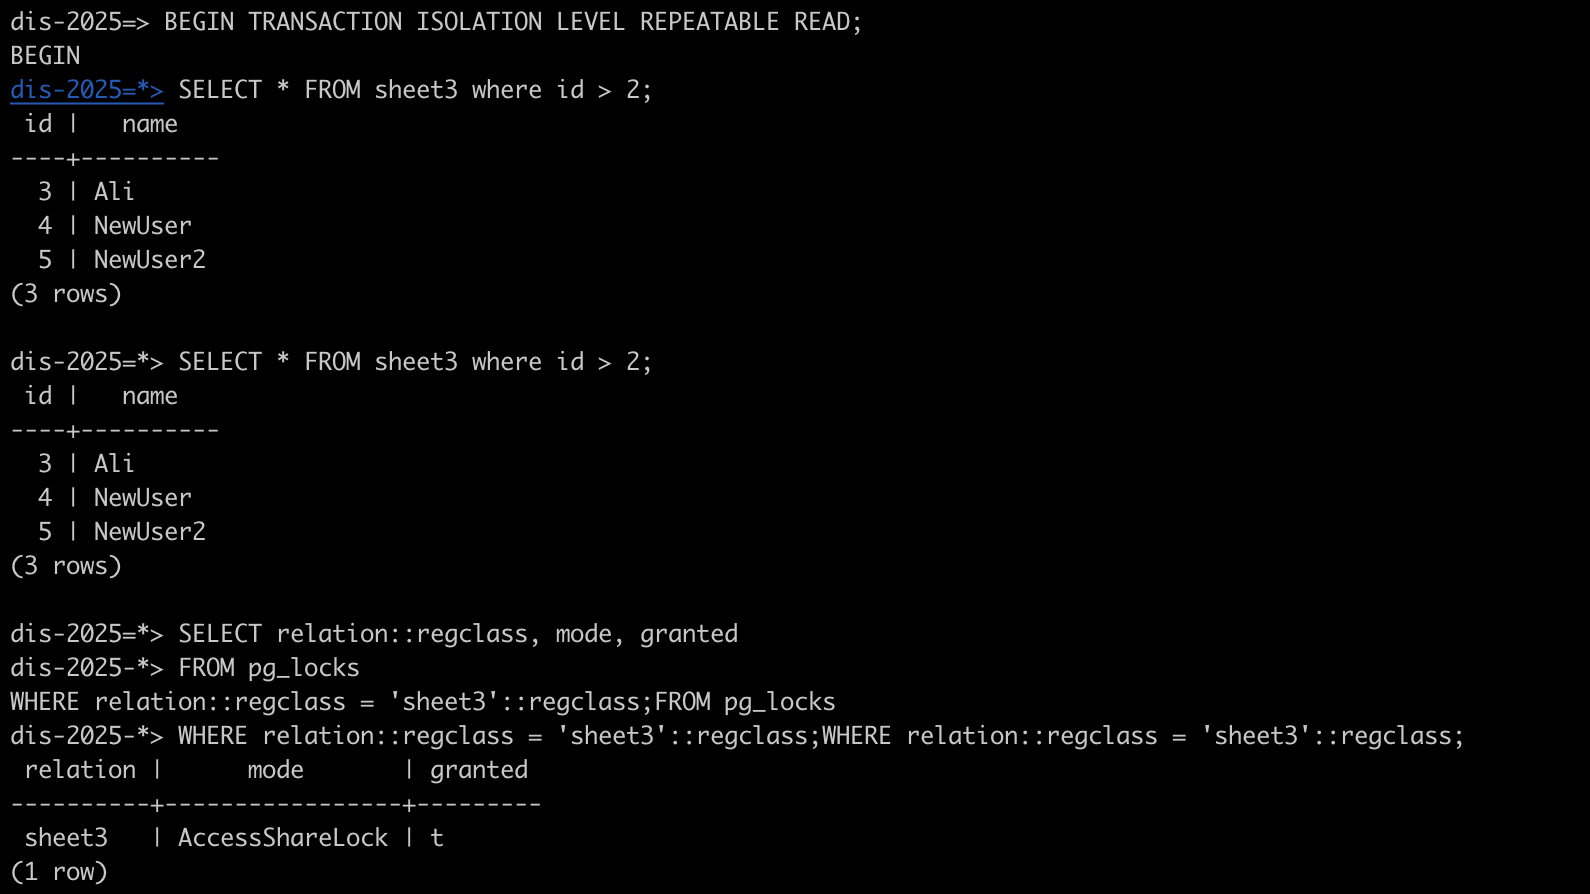 dis-2025=> BEGIN TRANSACTION ISOLATION LEVEL REPEATABLE READ;
BEGIN
dis-2025=*> SELECT * FROM sheet3 where id > 2;
 id |   name
----+----------
  3 | Ali
  4 | NewUser
  5 | NewUser2
(3 rows)

dis-2025=*> SELECT * FROM sheet3 where id > 2;
 id |   name
----+----------
  3 | Ali
  4 | NewUser
  5 | NewUser2
(3 rows)

dis-2025=*> SELECT relation::regclass, mode, granted
dis-2025-*> FROM pg_locks
WHERE relation::regclass = 'sheet3'::regclass;FROM pg_locks
dis-2025-*> WHERE relation::regclass = 'sheet3'::regclass;WHERE relation::regclass = 'sheet3'::regclass;
 relation |      mode       | granted
----------+-----------------+---------
 sheet3   | AccessShareLock | t
(1 row)